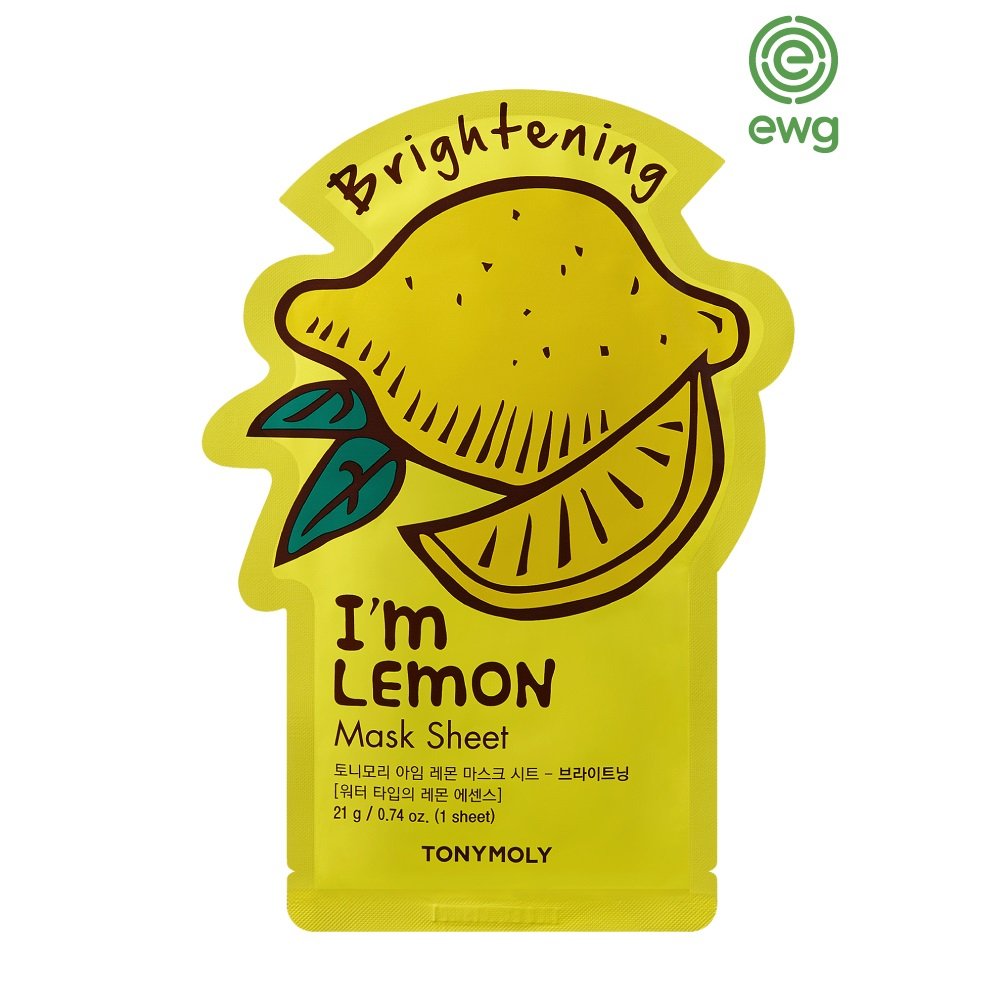 ewg
Brightening
I'm
LEMON
Mask Sheet
토니모리 아임 레몬 마스크 시트 - 브라이트닝
[워터 타입의 레몬 에센스]
21 g / 0.74 oz. (1 sheet)
TONYMOLY